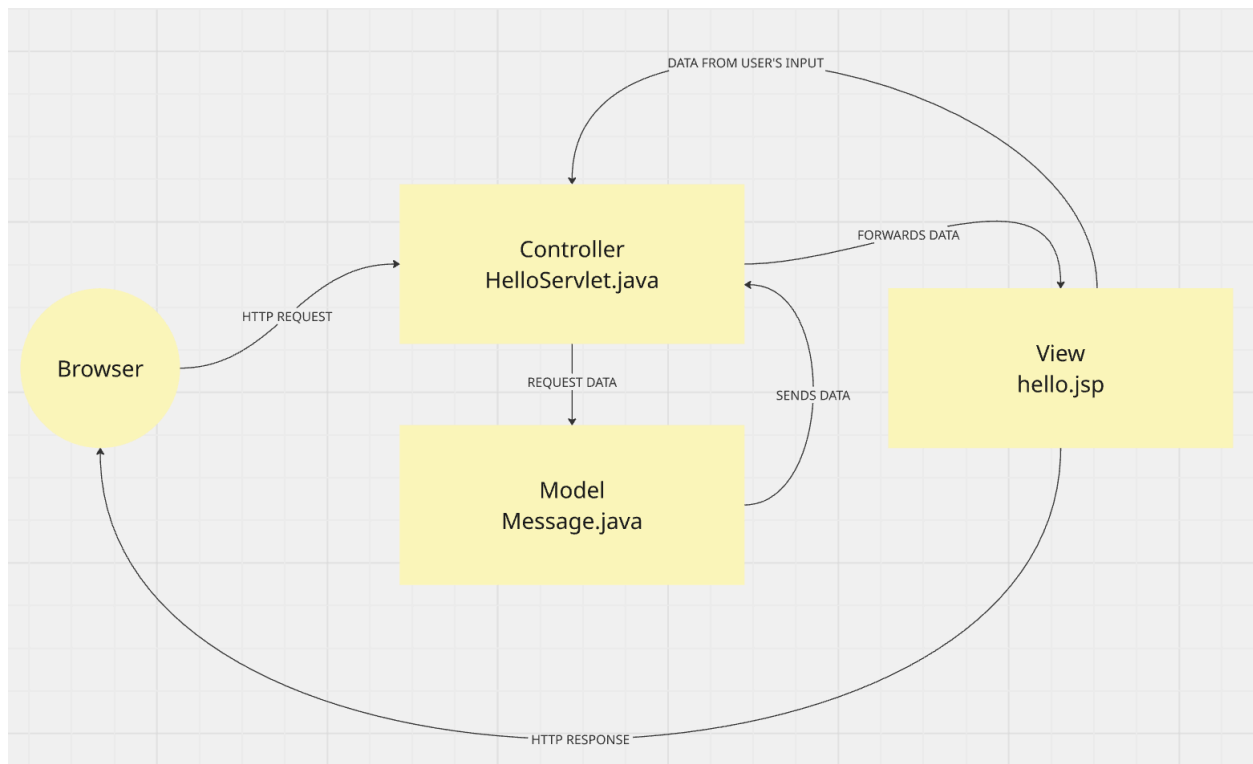 DATA FROM USER'S INPUT
Controller
HelloServlet.java
FORWARDS DATA
HTTP REQUEST
Browser
View
hello.jsp
REQUEST DATA
SENDS DATA
Model
Message.java
HTTP RESPONSE